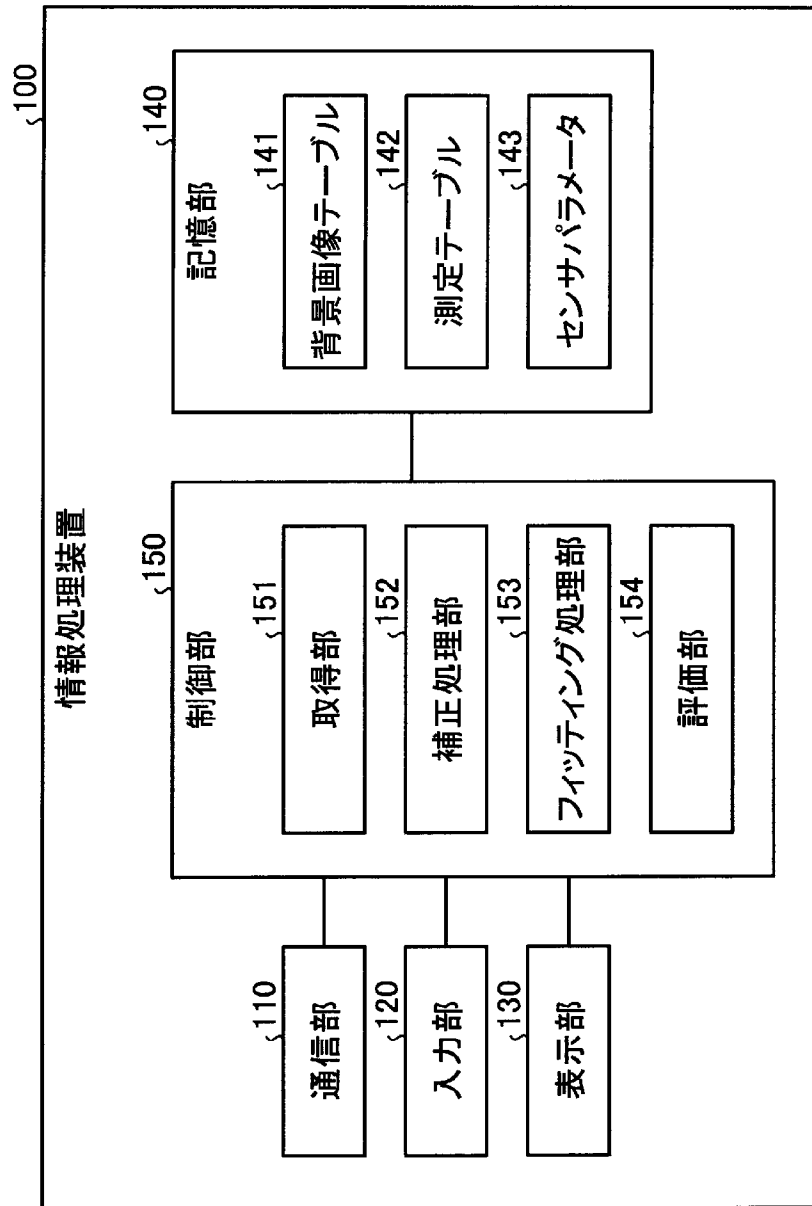 情報処理装置
100
110
通信部
120
入力部
130
表示部
150
制御部
151
取得部
152
補正処理部
153
フィッティング処理部
154
評価部
140
記憶部
141
背景画像テーブル
142
測定テーブル
143
センサパラメータ